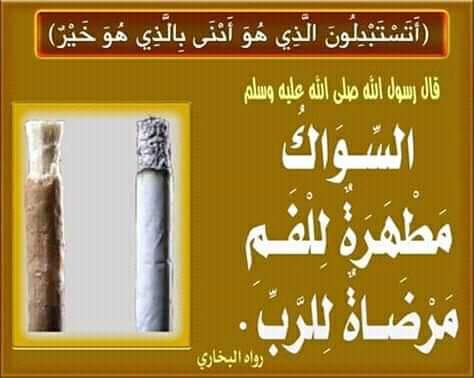 (أَتَسْتَبْدِلُونَ الَّذِي هُوَ أَدْنَى بِالَّذِي هُوَ خَيْرٌ)
قال رسول الله صلى الله عليه وسلم
السِّوَاكُ
مَطْهَرَةٌ لِلْفَمِ
مَرْضَاةٌ لِلرَّبِّ .
رواه البخاري